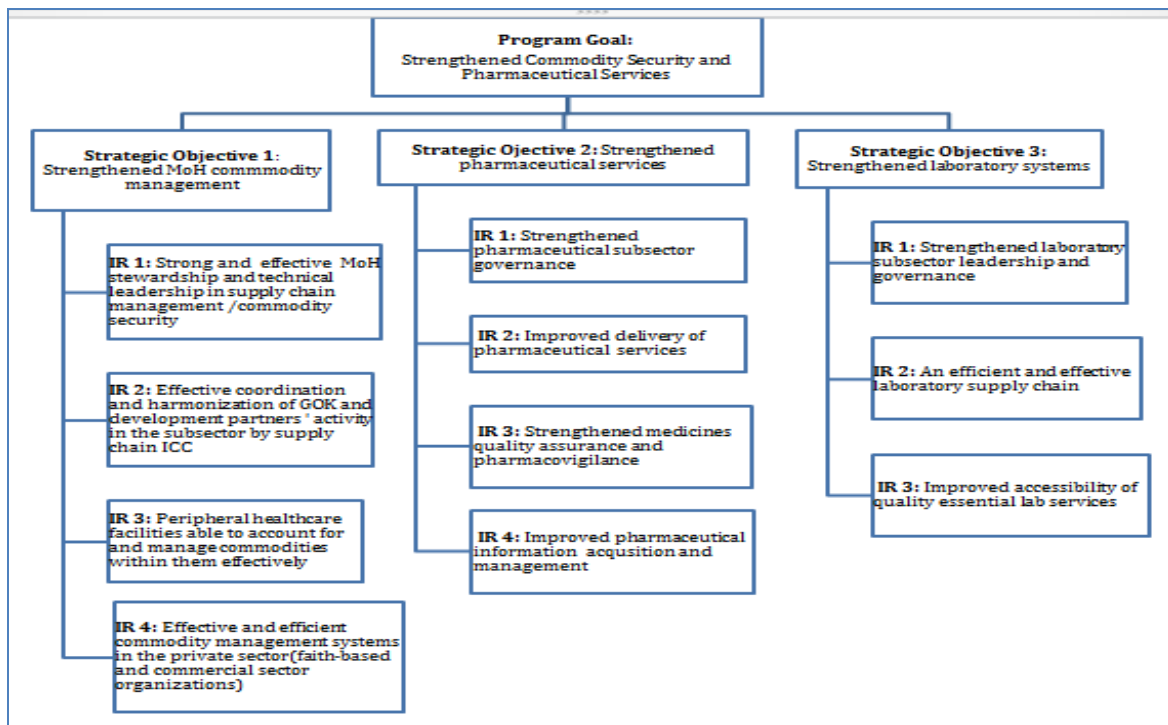 Program Goal:
Strengthened Commodity Security and
Pharmaceutical Services
Strategic Objective 1:
Strengthened MoH commmodity
management
IR 1: Strong and effective MoH
stewardship and technical
leadership in supply chain
management /commodity
security
IR 2: Effective coordination
and harmonization of GOK and
development partners ' activity
in the subsector by supply
chain ICC
IR 3: Peripheral healthcare
facilities able to account for
and manage commodities
within them effectively
IR 4: Effective and efficient
commodity management systems
in the private sector(faith-based
and commercial sector
organizations)
Strategic Ojective 2: Strengthened
pharmaceutical services
IR 1: Strengthened
pharmaceutical subsector
governance
IR 2: Improved delivery of
pharmaceutical services
IR 3: Strengthened medicines
quality assurance and
pharmacovigilance
IR 4: Improved pharmaceutical
information acqusition and
management
Strategic Objective 3:
Strengthened laboratory systems
IR 1: Strengthened laboratory
subsector leadership and
governance
IR 2: An efficient and effective
laboratory supply chain
IR 3: Improved accessibility of
quality essential lab services